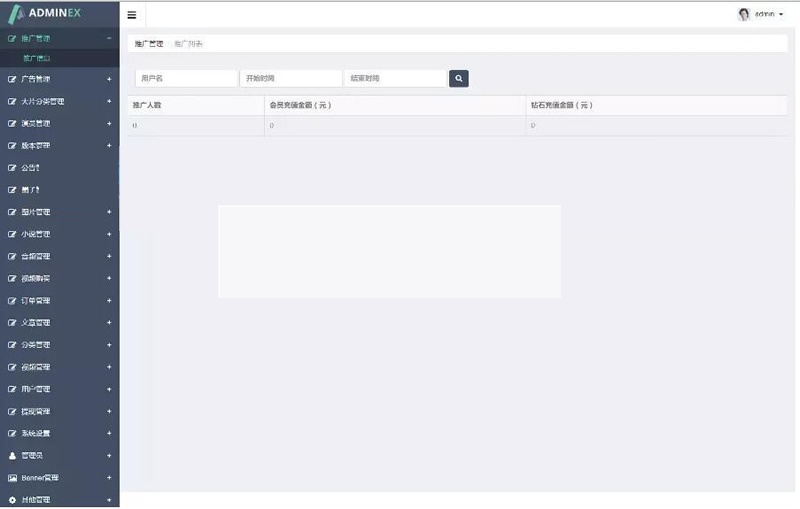 ADMINEX
admin
推广管理
推广信息
广告管理
大片分类管理
演员管理
版本管理
公告
图片管理
小说管理
音频管理
视频购买
订单管理
文章管理
分类管理
视频管理
用户管理
提现管理
系统设置
管理员
Banner管理
其他管理
推广管理 推广列表
用户名 开始时间 结束时间
推广人数 会员充值金额（元） 钻石充值金额（元）
0 0 0